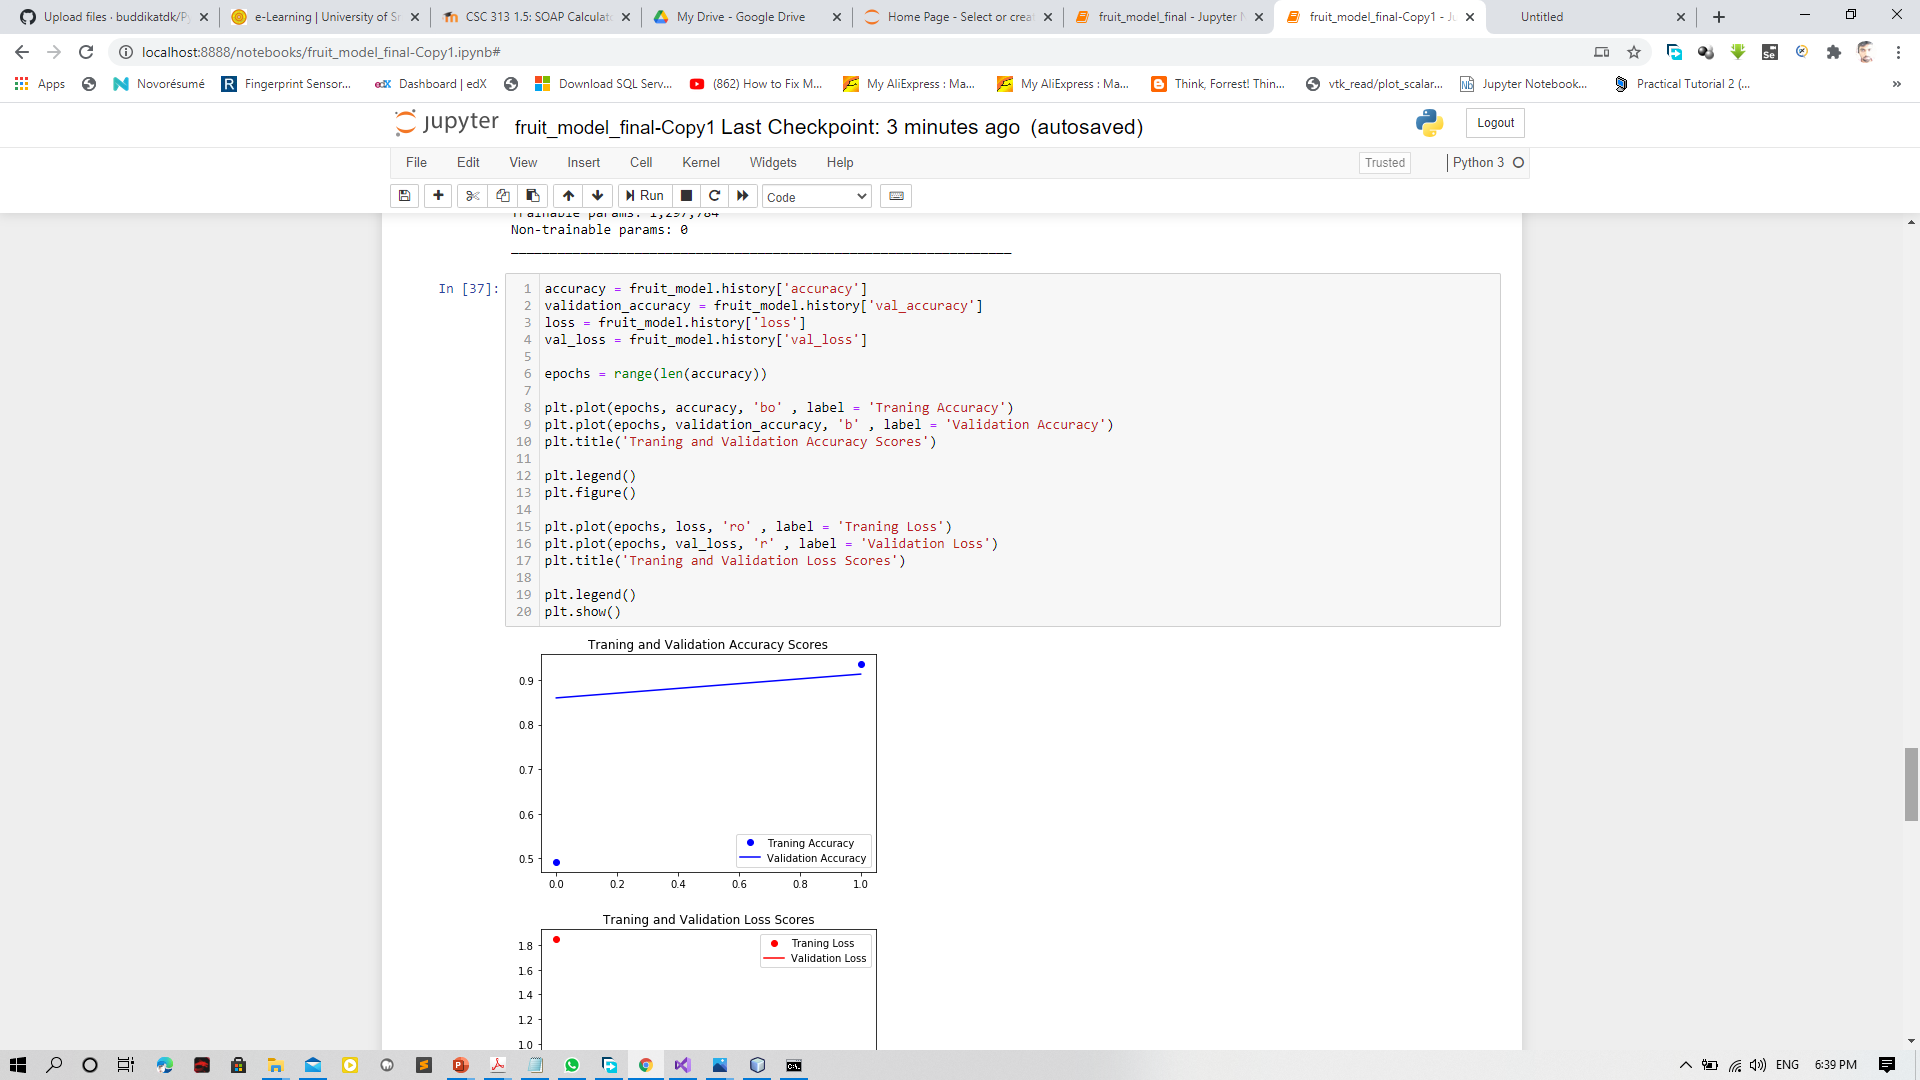 Upload files · buddikatdk/Py
e-Learning | University of Sr
CSC 313 1.5: SOAP Calculato
My Drive - Google Drive
Home Page - Select or creat
fruit_model_final - Jupyter N
fruit_model_final-Copy1 - Ju
Untitled
localhost:8888/notebooks/fruit_model_final-Copy1.ipynb#
Apps
Novorésumé
Fingerprint Sensor...
Dashboard | edX
Download SQL Serv...
(862) How to Fix M...
My AliExpress : Ma...
My AliExpress : Ma...
Think, Forrest! Thin...
vtk_read/plot_scalar...
Jupyter Notebook...
Practical Tutorial 2 (...
»
jupyter
fruit_model_final-Copy1 Last Checkpoint: 3 minutes ago (autosaved)
Logout
File Edit View Insert Cell Kernel Widgets Help
Trusted
Python 3
Run
Code
Trainable params: 1,297,784
Non-trainable params: 0
In [37]:
1 accuracy = fruit_model.history['accuracy']
2 validation_accuracy = fruit_model.history['val_accuracy']
3 loss = fruit_model.history['loss']
4 val_loss = fruit_model.history['val_loss']
5
6 epochs = range(len(accuracy))
7
8 plt.plot(epochs, accuracy, 'bo' , label = 'Traning Accuracy')
9 plt.plot(epochs, validation_accuracy, 'b' , label = 'Validation Accuracy')
10 plt.title('Traning and Validation Accuracy Scores')
11
12 plt.legend()
13 plt.figure()
14
15 plt.plot(epochs, loss, 'ro' , label = 'Traning Loss')
16 plt.plot(epochs, val_loss, 'r' , label = 'Validation Loss')
17 plt.title('Traning and Validation Loss Scores')
18
19 plt.legend()
20 plt.show()
Traning and Validation Accuracy Scores
0.9
0.8
0.7
0.6
0.5
Traning Accuracy
Validation Accuracy
0.0 0.2 0.4 0.6 0.8 1.0
Traning and Validation Loss Scores
1.8
1.6
1.4
1.2
1.0
Traning Loss
Validation Loss
ENG
6:39 PM